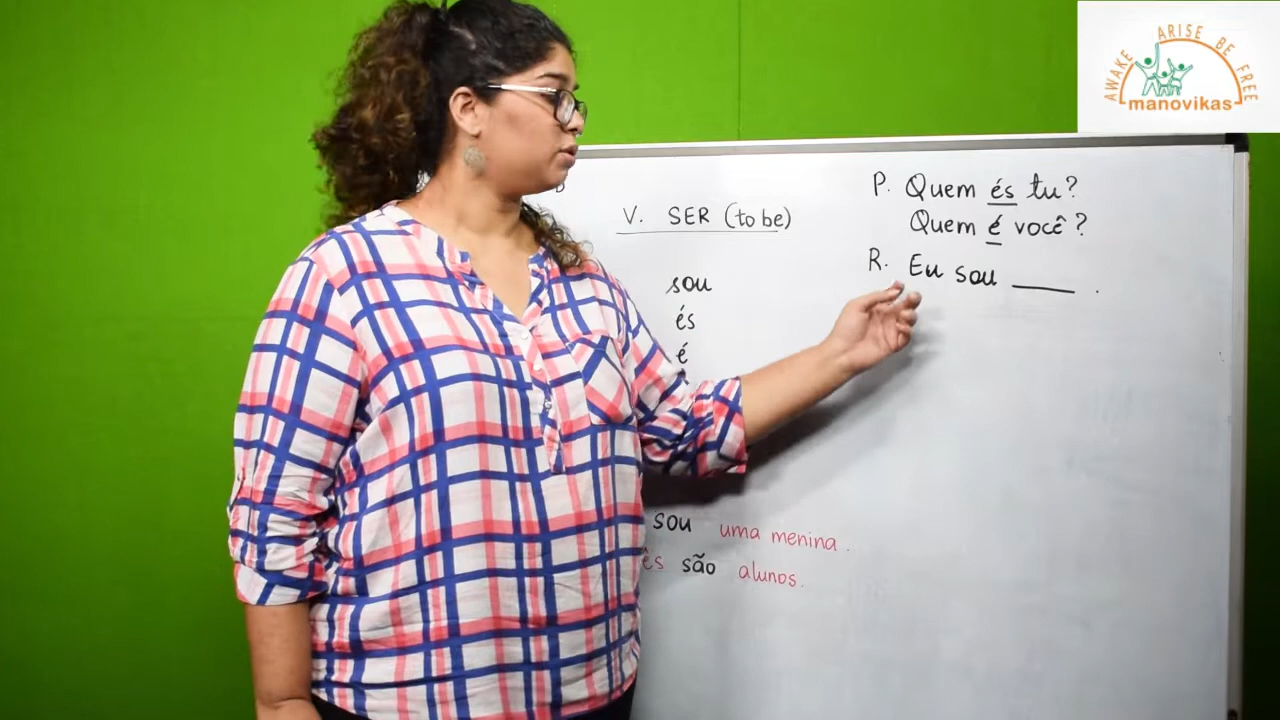 AWAKE ARISE BE FREE
manovikas
V. SER (to be)
sou
és
é
P. Quem és tu?
Quem é você?
R. Eu sou ____ .
sou uma menina.
são alunos.